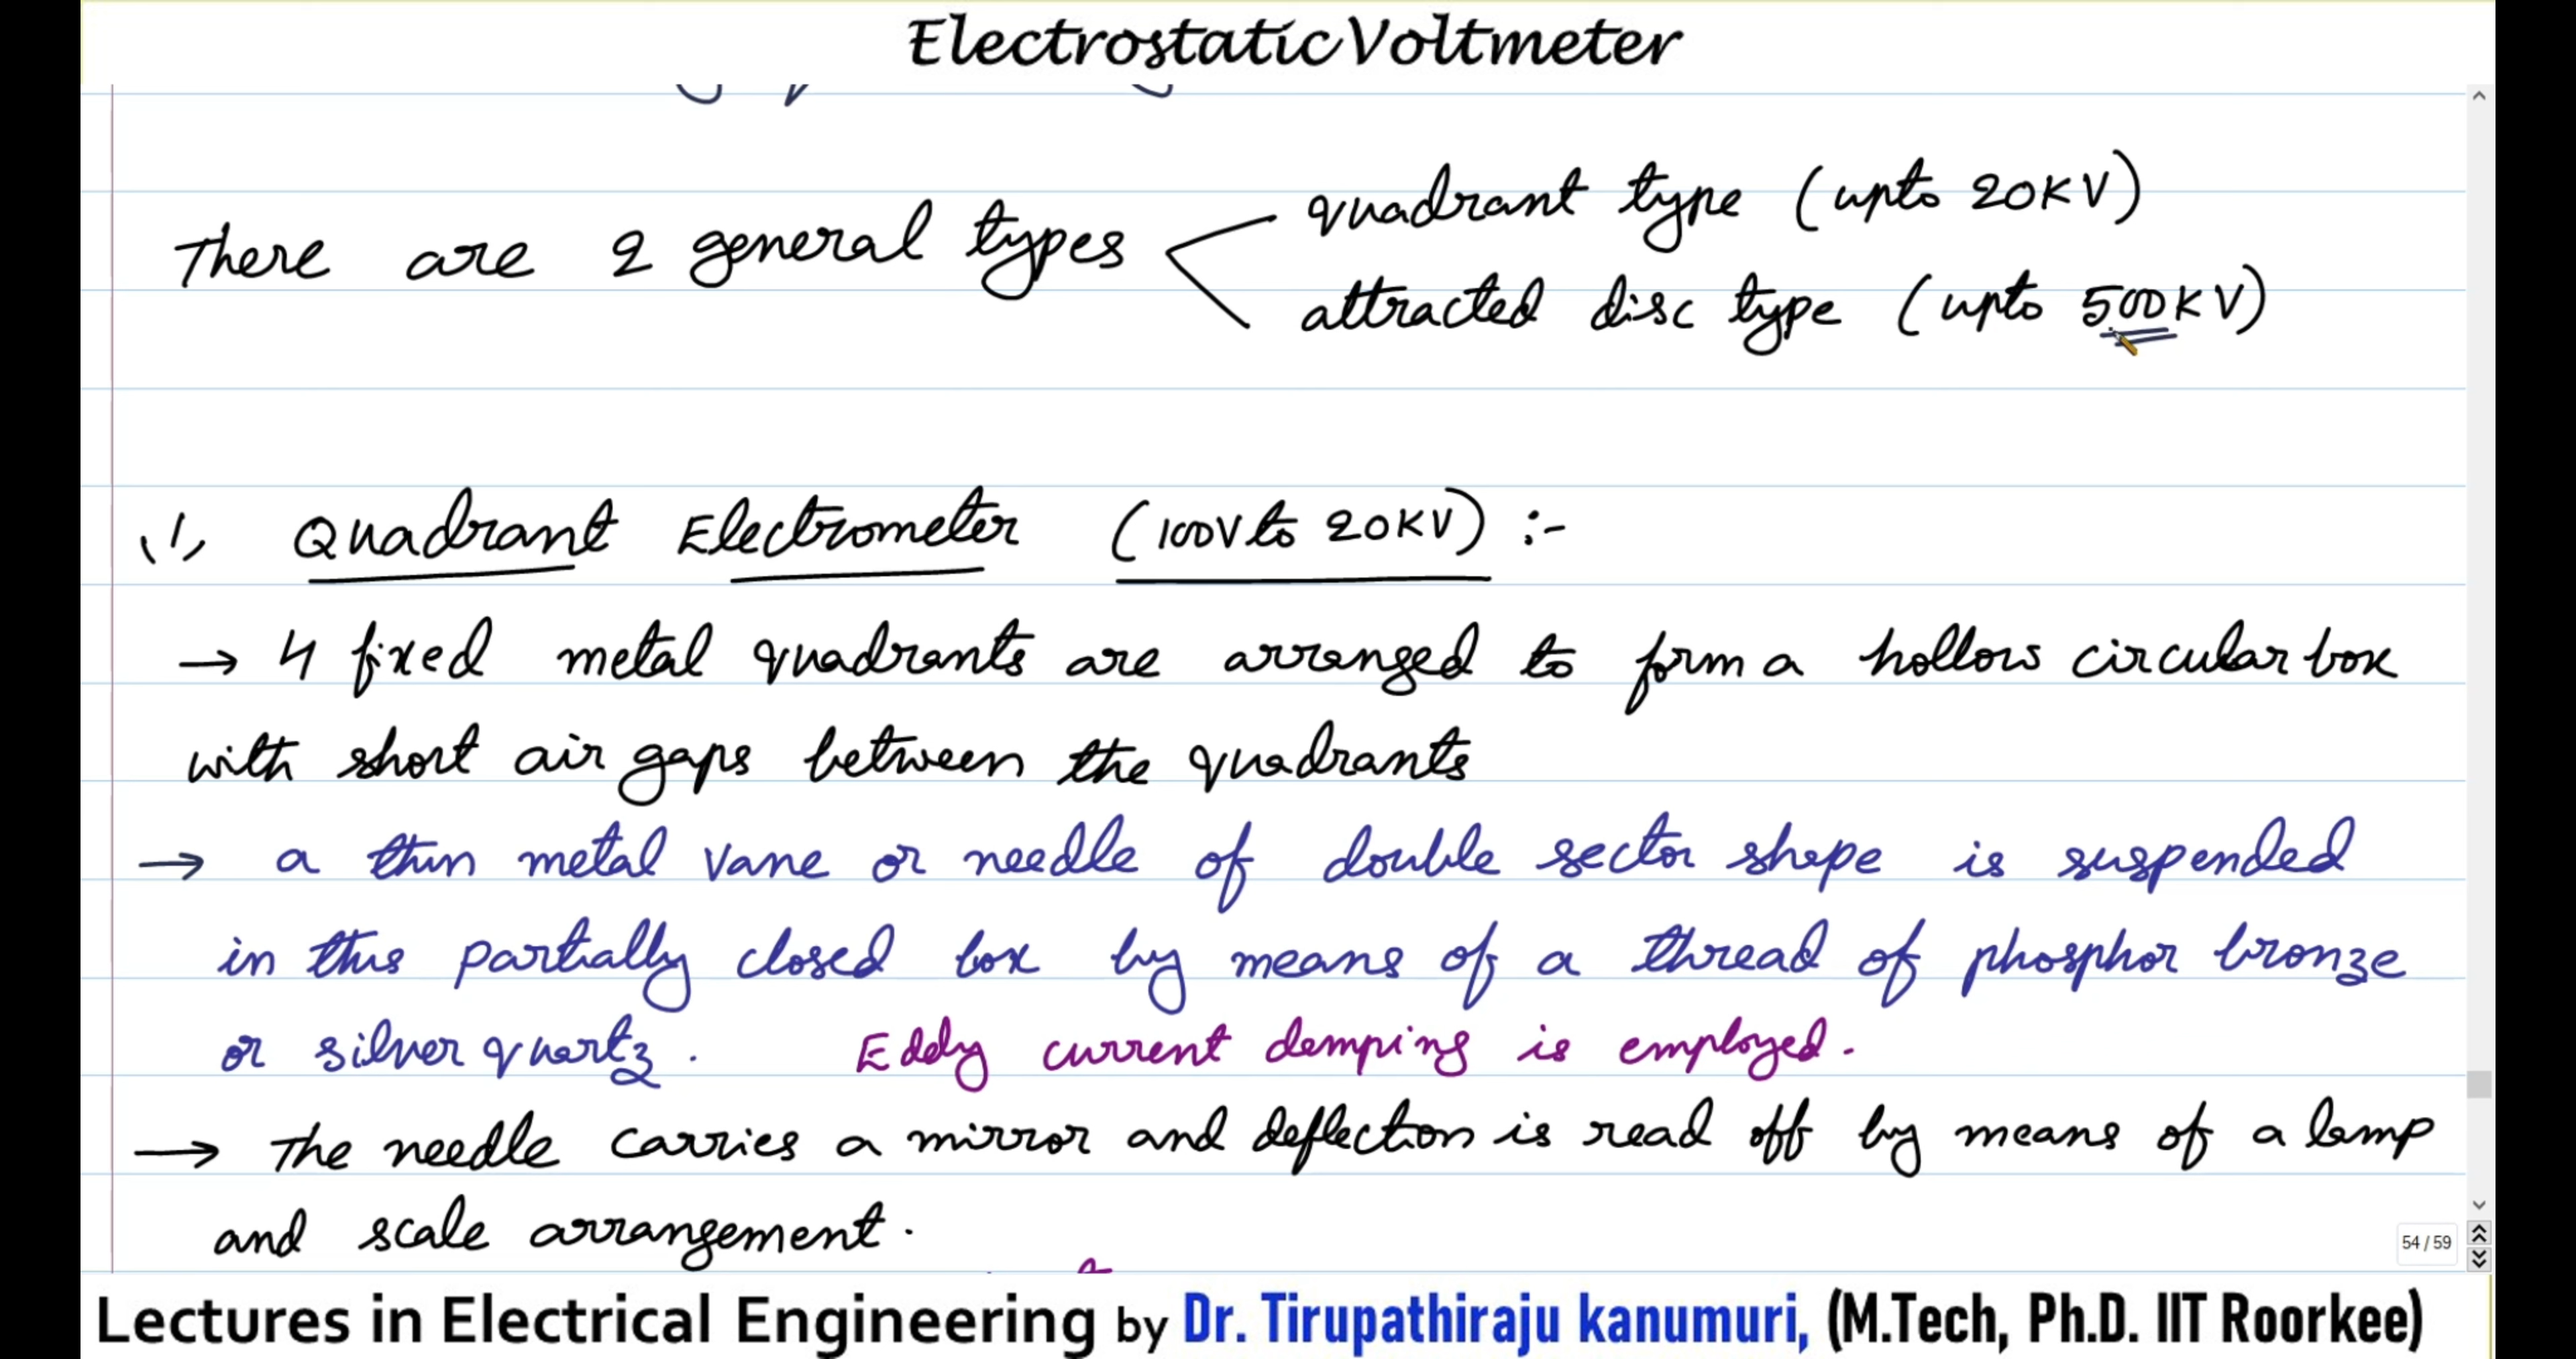 Electrostatic Voltmeter
quadrant type (upto 20KV)
There are 2 general types
attracted disc type (upto 500KV)
(1) Quadrant Electrometer (100V to 20KV) :-
→ 4 fixed metal quadrants are arranged to form a hollow circular box
with short air gaps between the quadrants
→ a thin metal vane or needle of double sector shape is suspended
in this partially closed box by means of a thread of phosphor bronze
or silver quartz. Eddy current damping is employed.
→ The needle carries a mirror and deflection is read off by means of a lamp
and scale arrangement.
54 / 59
Lectures in Electrical Engineering by Dr. Tirupathiraju kanumuri, (M.Tech, Ph.D. IIT Roorkee)